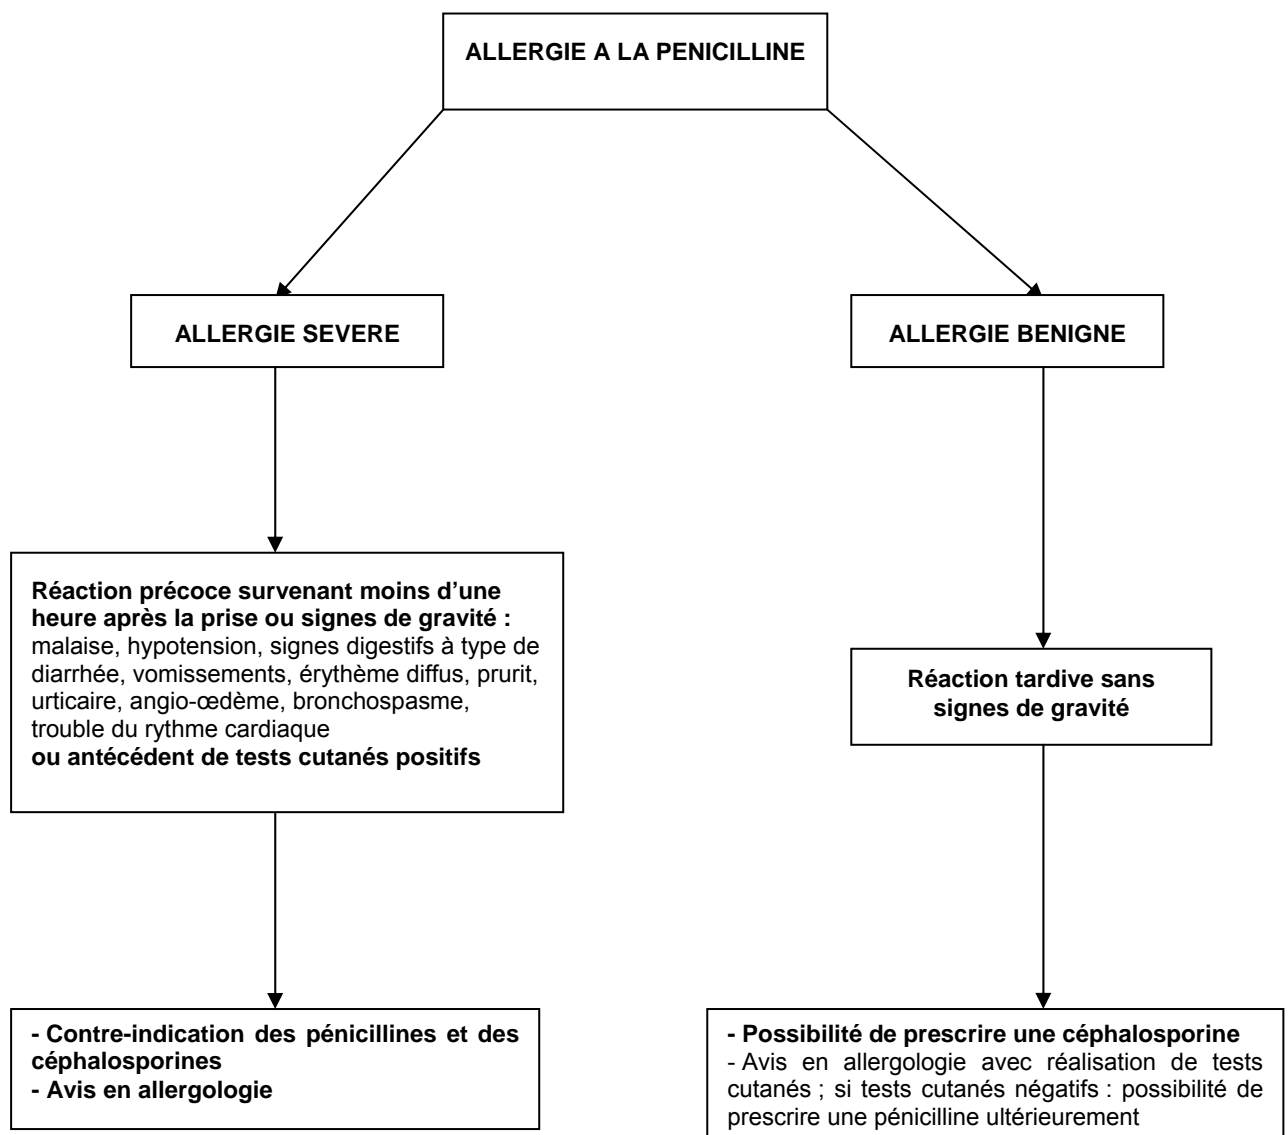 ALLERGIE A LA PENICILLINE
ALLERGIE SEVERE
ALLERGIE BENIGNE
Réaction précoce survenant moins d’une
heure après la prise ou signes de gravité :
malaise, hypotension, signes digestifs à type de
diarrhée, vomissements, érythème diffus, prurit,
urticaire, angio-œdème, bronchospasme,
trouble du rythme cardiaque
ou antécédent de tests cutanés positifs
Réaction tardive sans
signes de gravité
- Contre-indication des pénicillines et des
céphalosporines
- Avis en allergologie
- Possibilité de prescrire une céphalosporine
- Avis en allergologie avec réalisation de tests
cutanés ; si tests cutanés négatifs : possibilité de
prescrire une pénicilline ultérieurement